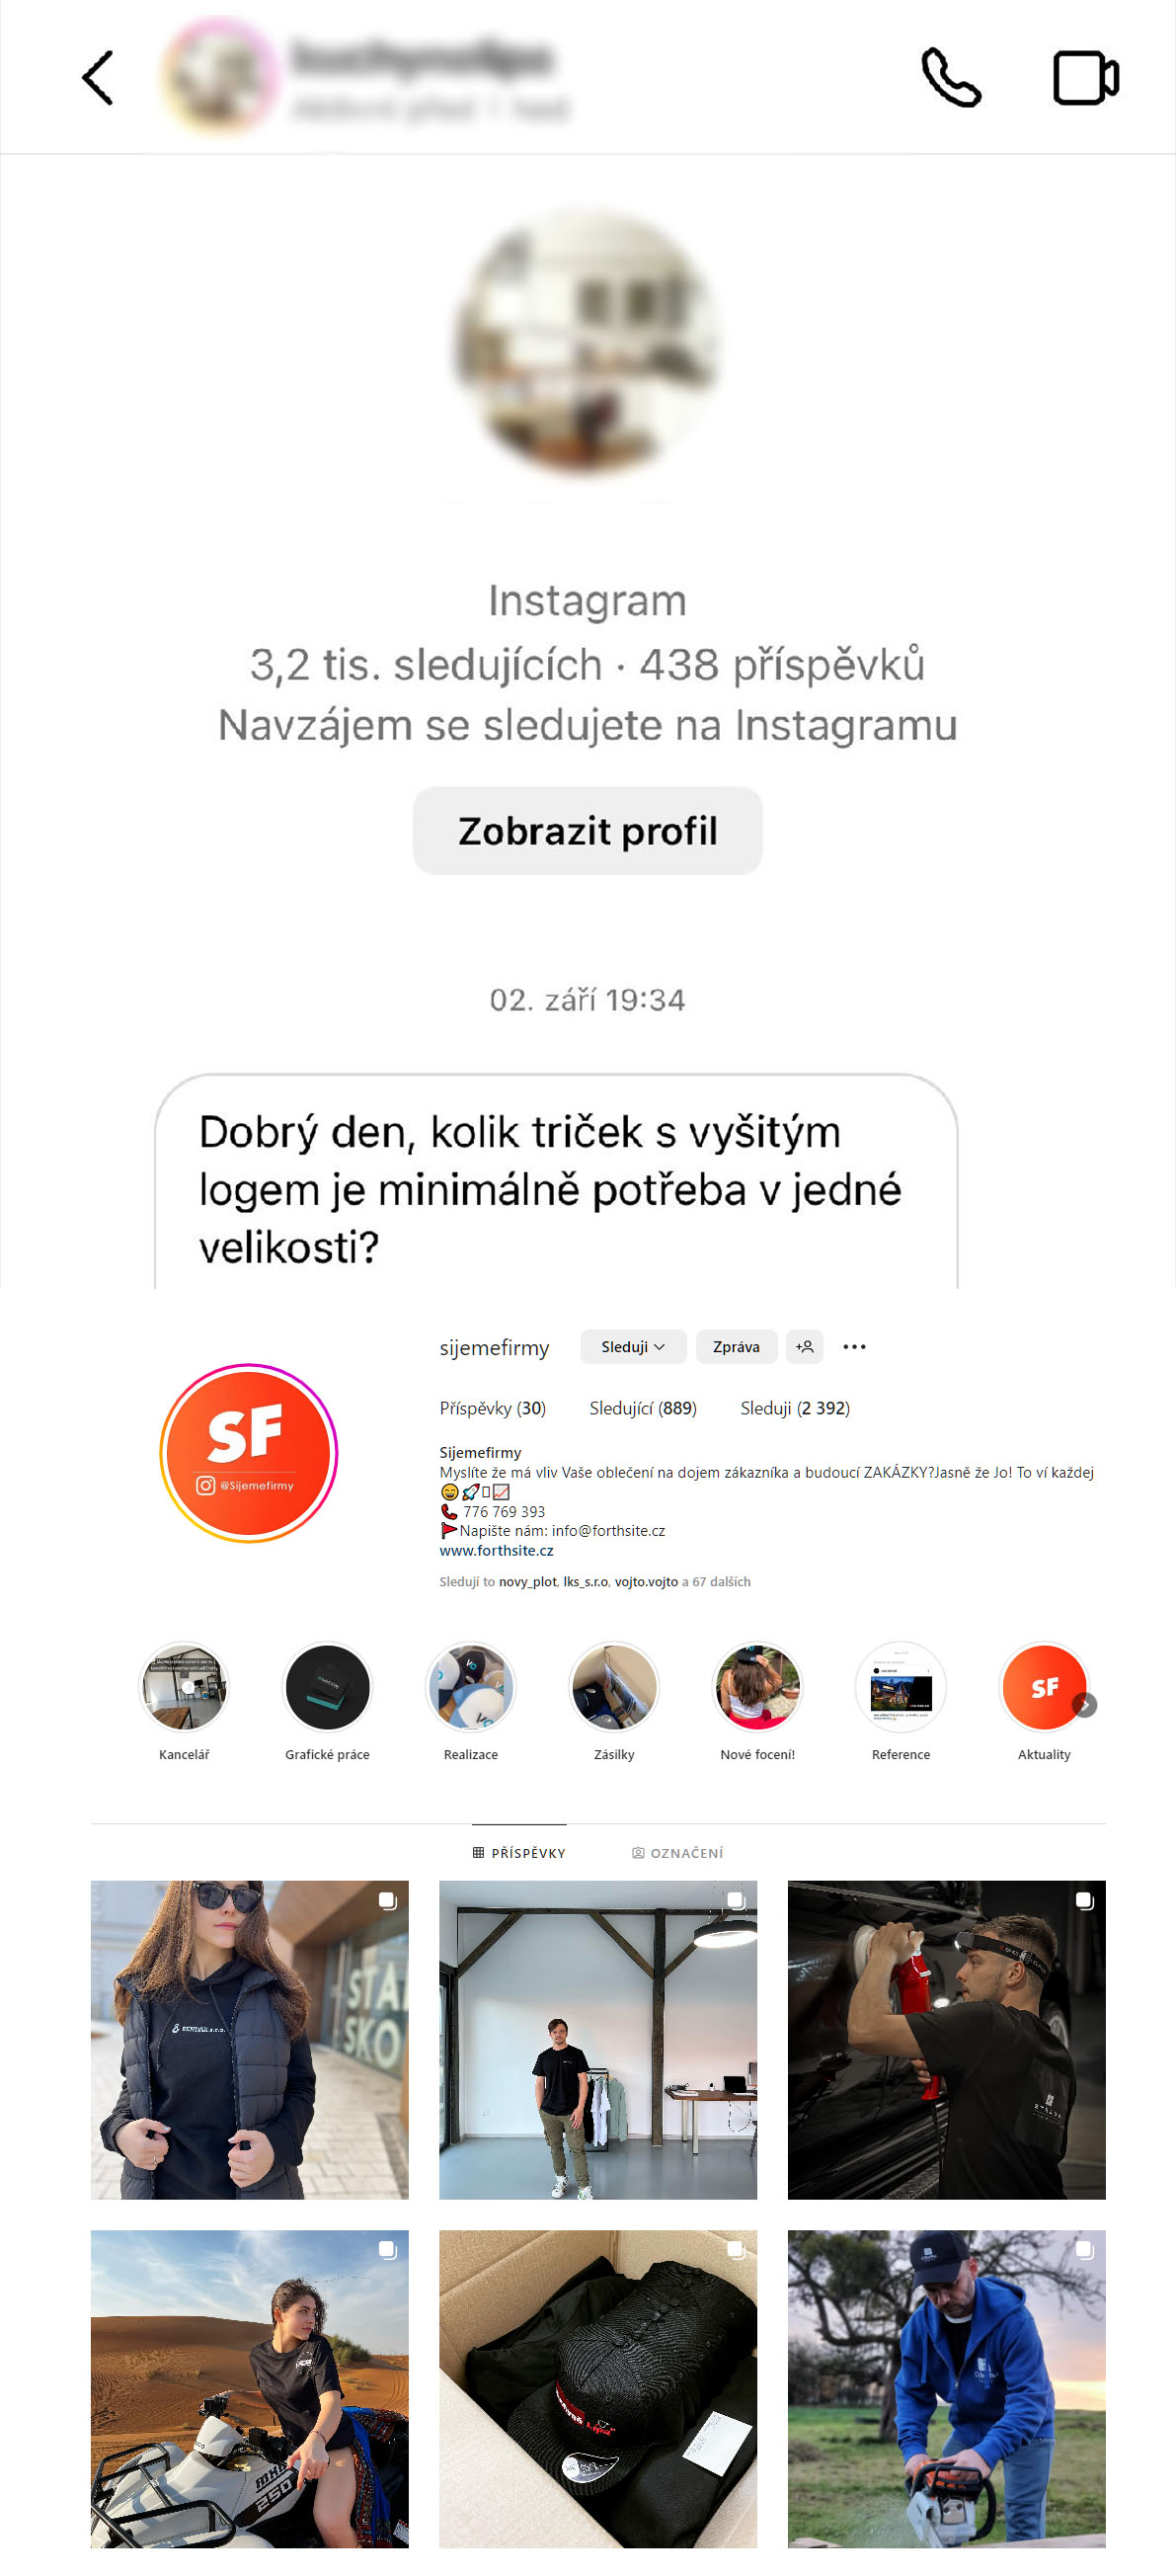 Instagram
3,2 tis. sledujících · 438 příspěvků
Navzájem se sledujete na Instagramu
Zobrazit profil
02. září 19:34
Dobrý den, kolik triček s vyšitým
logem je minimálně potřeba v jedné
velikosti?
sijemefirmy Sleduji Zpráva
Příspěvky (30) Sledující (889) Sleduji (2 392)
SF
@Sijemefirmy
Sijemefirmy
Myslíte že má vliv Vaše oblečení na dojem zákazníka a budoucí ZAKÁZKY?Jasně že Jo! To ví každej
😄🚀▯📈
📞 776 769 393
🚩Napište nám: info@forthsite.cz
www.forthsite.cz
Sledují to novy_plot, lks_s.r.o, vojto.vojto a 67 dalších
SF
Kancelář Grafické práce Realizace Zásilky Nové focení! Reference Aktuality
PŘÍSPĚVKY OZNAČENÍ
STA
SKO
250